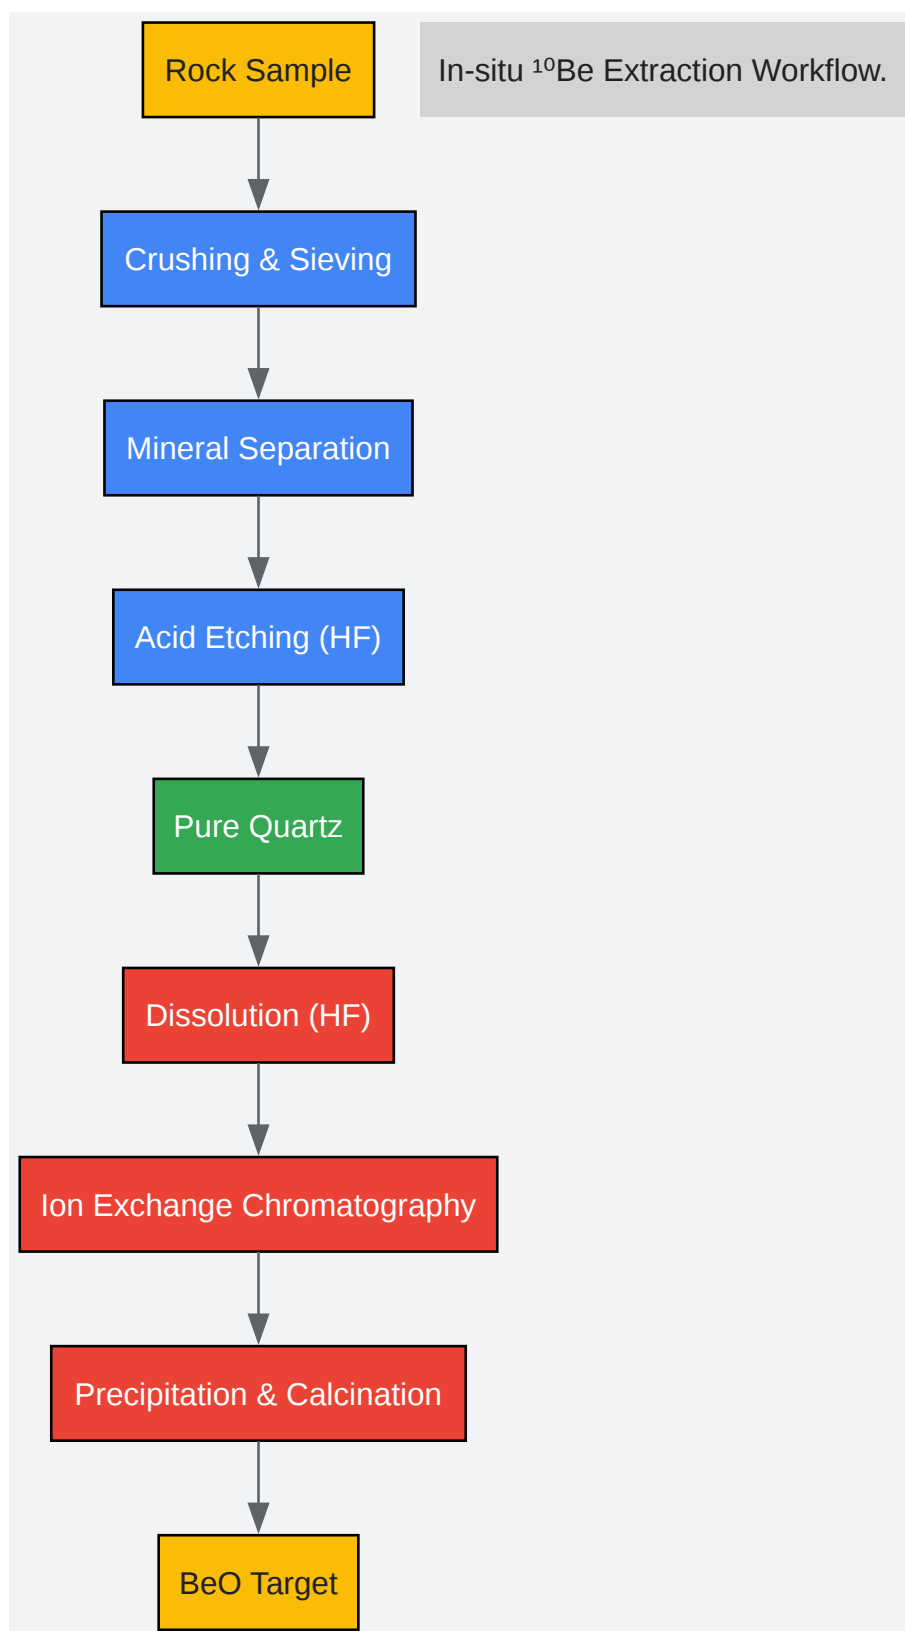 Rock Sample
In-situ ¹⁰Be Extraction Workflow.
Crushing & Sieving
Mineral Separation
Acid Etching (HF)
Pure Quartz
Dissolution (HF)
Ion Exchange Chromatography
Precipitation & Calcination
BeO Target